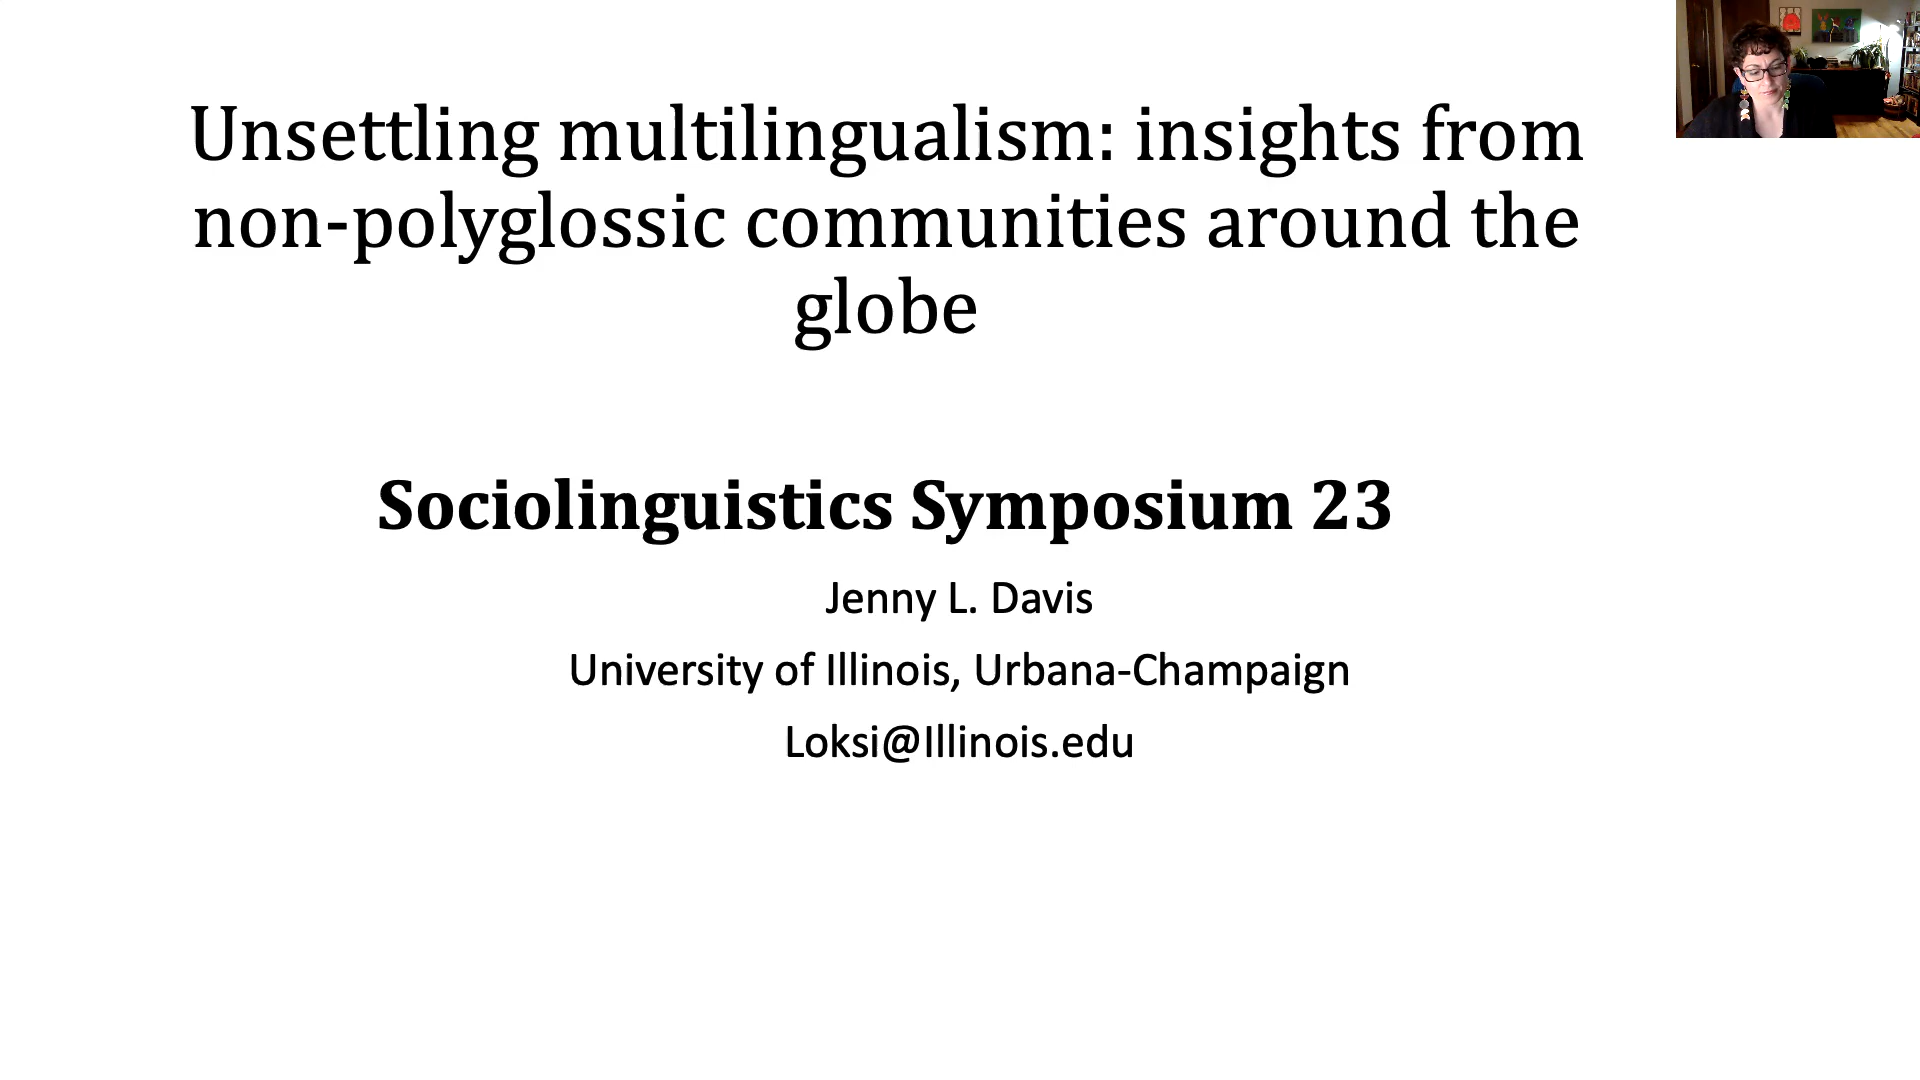 Unsettling multilingualism: insights from
non-polyglossic communities around the
globe
Sociolinguistics Symposium 23
Jenny L. Davis
University of Illinois, Urbana-Champaign
Loksi@Illinois.edu